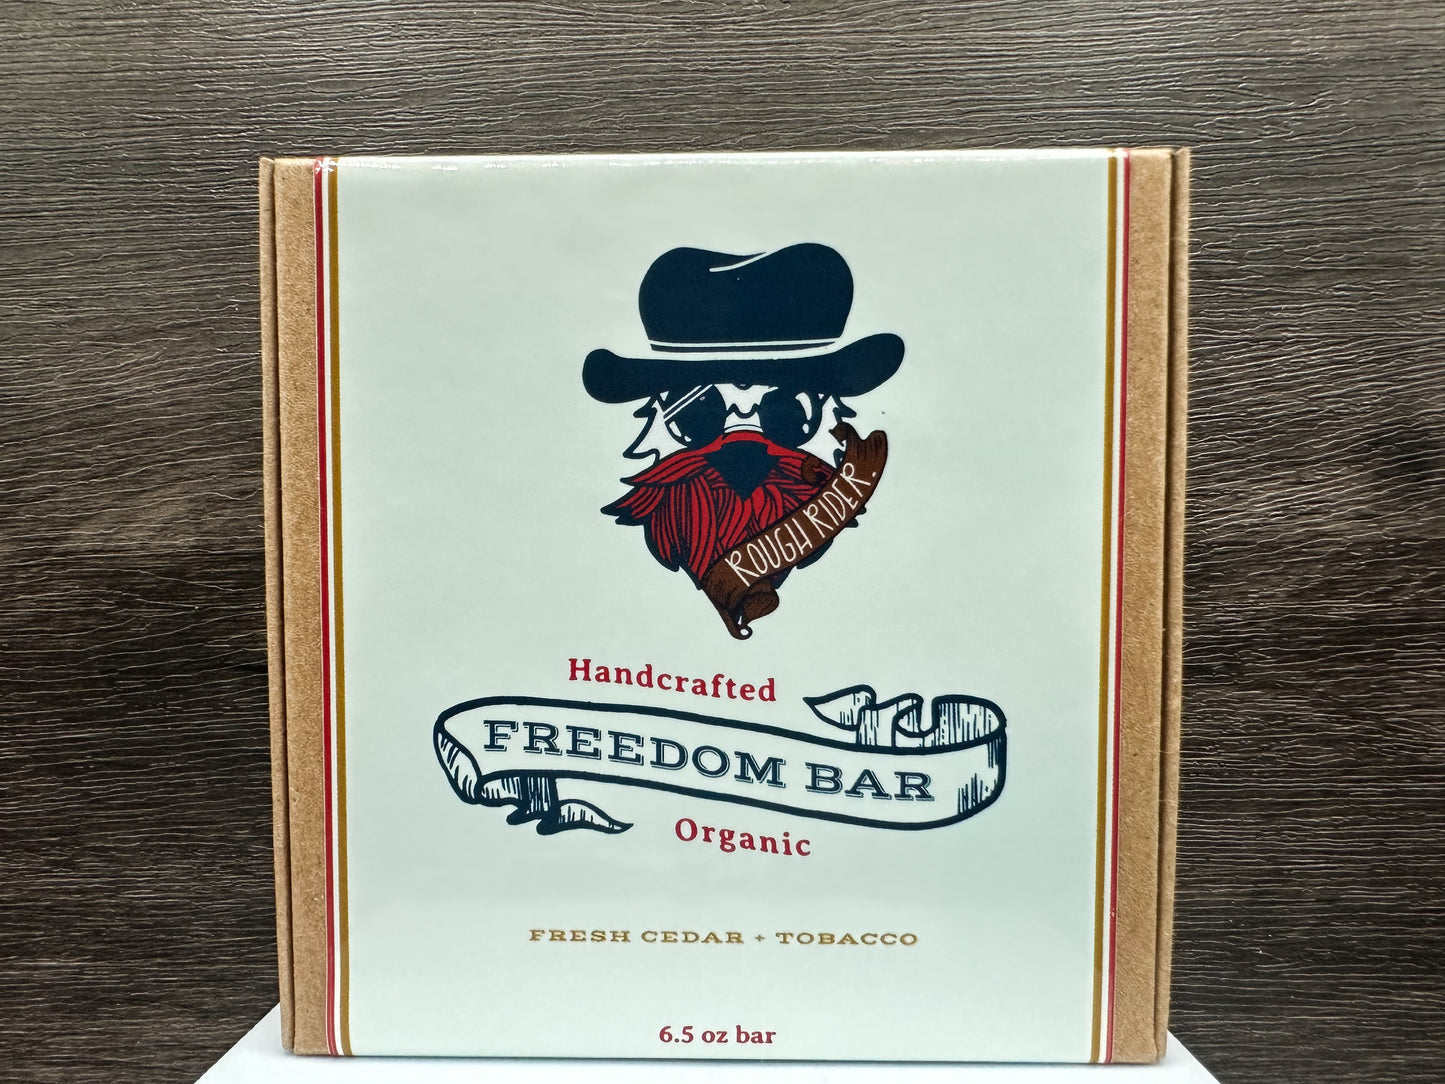 ROUGH RIDER.
Handcrafted
FREEDOM BAR
Organic
FRESH CEDAR + TOBACCO
6.5 oz bar